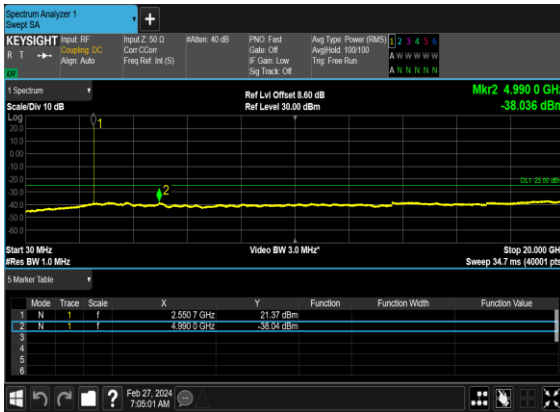 Spectrum Analyzer 1
Swept SA
KEYSIGHT
R T
Input: RF
Coupling: DC
Align: Auto
Input Z: 50 Ω
Corr CCorr
Freq Ref: Int (S)
#Atten: 40 dB
PNO: Fast
Gate: Off
IF Gain: Low
Sig Track: Off
Avg Type: Power (RMS)
Avg|Hold: 100/100
Trig: Free Run
1 2 3 4 5 6
A W W W W W
A N N N N N
1 Spectrum
Scale/Div 10 dB
Ref Lvl Offset 8.60 dB
Ref Level 30.00 dBm
Mkr2 4.990 0 GHz
-38.036 dBm
Log
20.0
10.0
0.00
-10.0
-20.0
-30.0
-40.0
-50.0
-60.0
1
2
DL1 -25.00 dBm
Start 30 MHz
#Res BW 1.0 MHz
Video BW 3.0 MHz*
Stop 20.000 GH
Sweep 34.7 ms (40001 pts
5 Marker Table
Mode Trace Scale X Y Function Function Width Function Value
1 N 1 f 2.550 7 GHz 21.37 dBm
2 N 1 f 4.990 0 GHz -38.04 dBm
3
4
5
6
Feb 27, 2024
7:05:01 AM